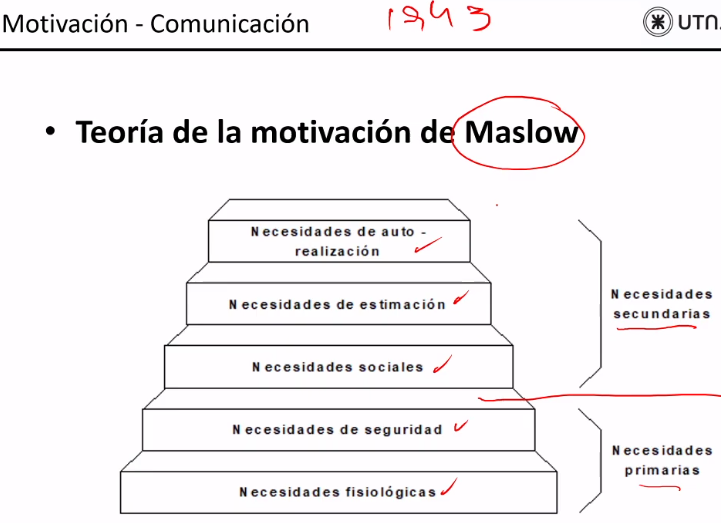 Motivación - Comunicación
1943
UTN.
• Teoría de la motivación de Maslow
Necesidades de auto -
realización
Necesidades de estimación
Necesidades sociales
Necesidades de seguridad
Necesidades fisiológicas
Necesidades
secundarias
Necesidades
primarias